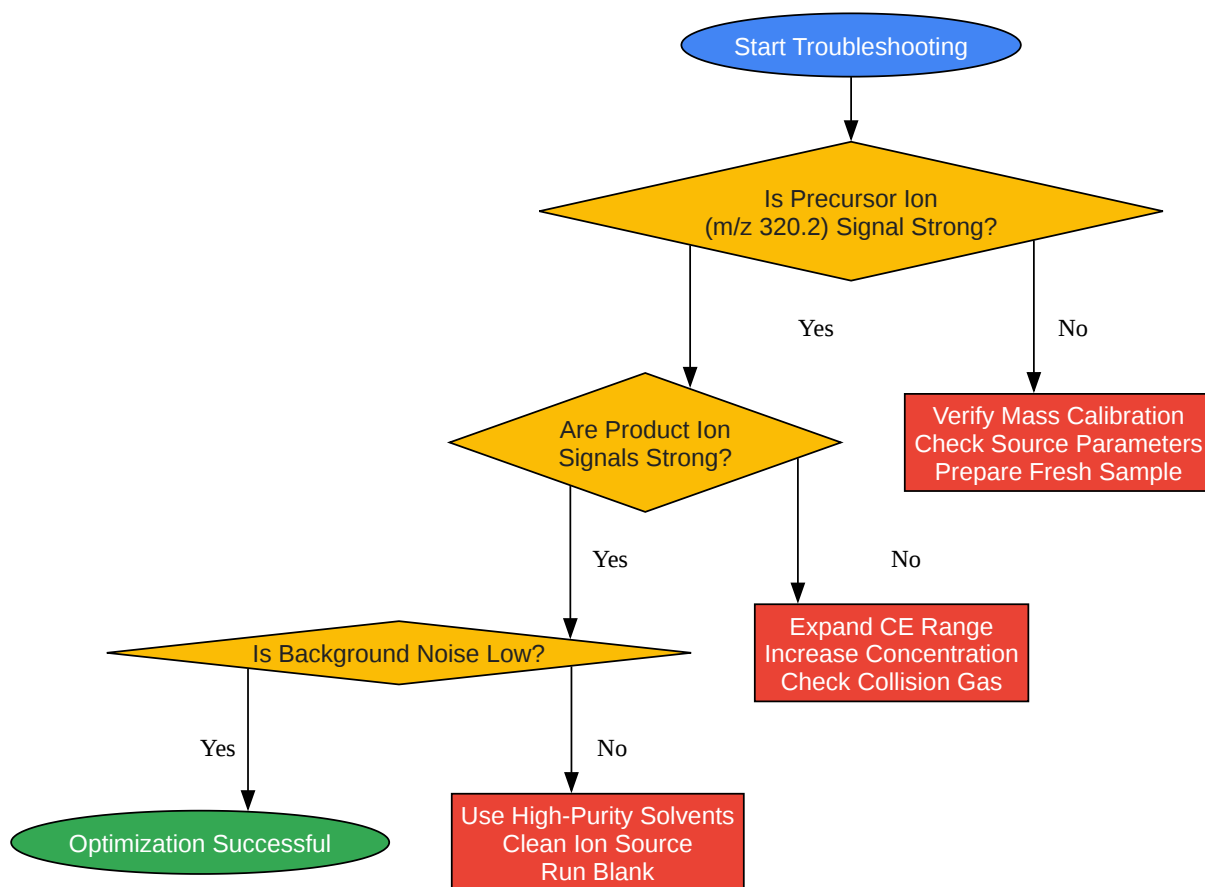 Start Troubleshooting
Is Precursor Ion
(m/z 320.2) Signal Strong?
Yes
No
Verify Mass Calibration
Check Source Parameters
Prepare Fresh Sample
Are Product Ion
Signals Strong?
Yes
No
Expand CE Range
Increase Concentration
Check Collision Gas
Is Background Noise Low?
Yes
No
Optimization Successful
Use High-Purity Solvents
Clean Ion Source
Run Blank